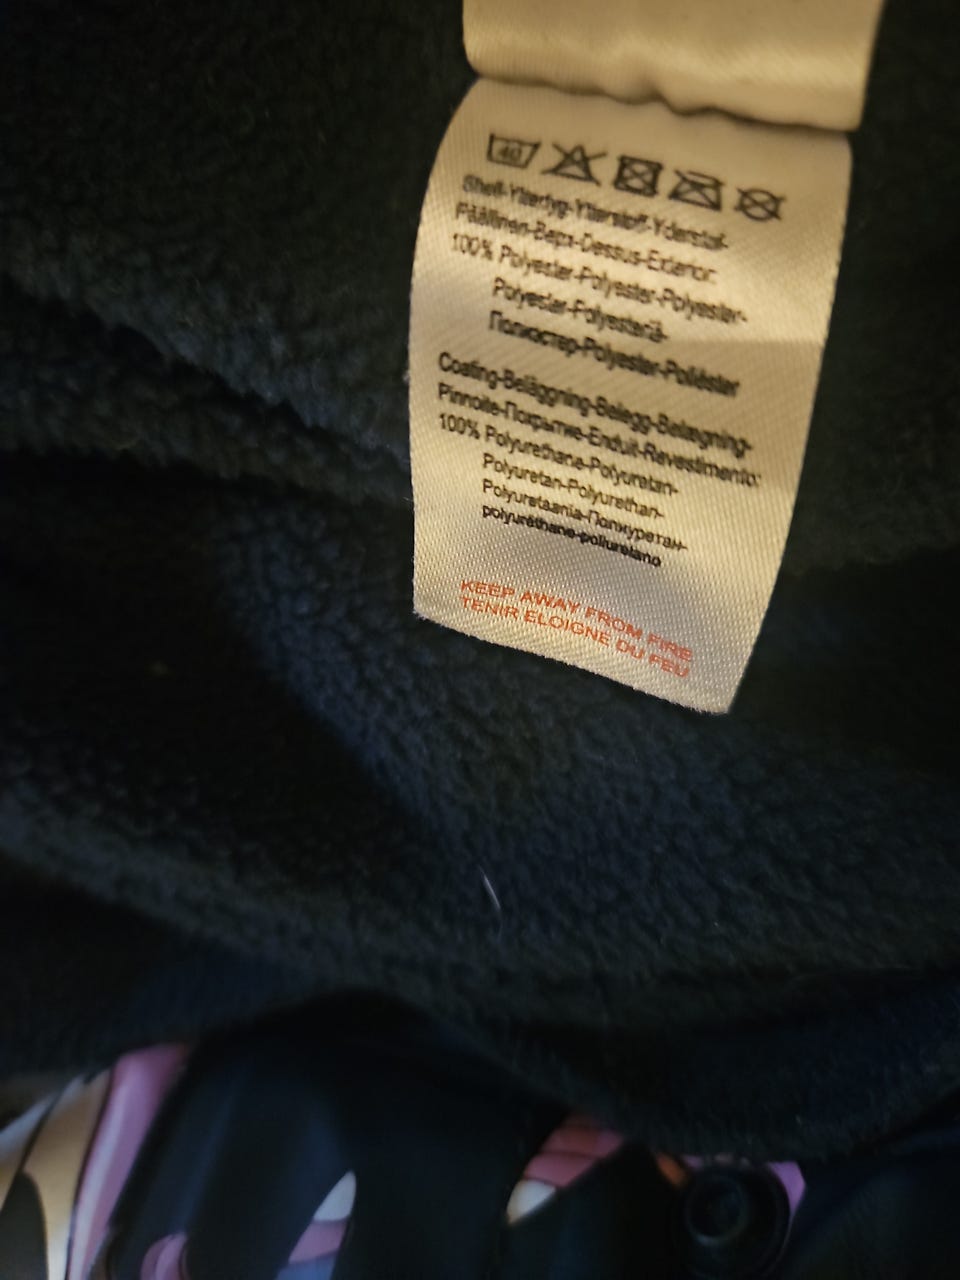 40
Shell-Yttertyg-Ytterstoff-Yderstof-
Päällinen-Верх-Dessus-Exterior:
100% Polyester-Polyester-Polyester-
Polyester-Polyesteriä-
Полиэстер-Polyester-Poliéster
Coating-Beläggning-Belegg-Belægning-
Pinnoite-Покрытие-Enduit-Revestimento:
100% Polyurethane-Polyuretan-
Polyuretan-Polyurethan-
Polyuretaania-Полиуретан-
polyuréthane-poliuretano
KEEP AWAY FROM FIRE
TENIR ELOIGNE DU FEU